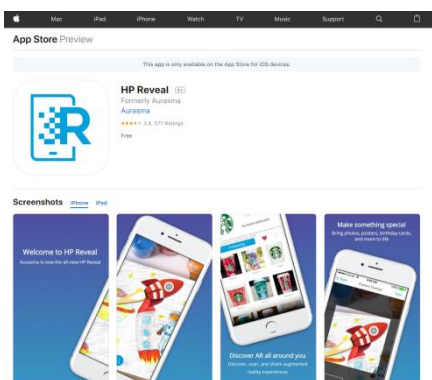 Mac iPad iPhone Watch TV Music Support
App Store Preview
This app is only available on the App Store for iOS devices.
HP Reveal 4+
Formerly Aurasma
Aurasma
★★★★★ 3.6, 571 Ratings
Free
Screenshots iPhone iPad
Welcome to HP Reveal
Aurasma is now the all-new HP Reveal
Following
Discover AR all around you
Discover, scan, and share augmented
reality experiences
Make something special
Bring photos, posters, birthday cards,
and more to life